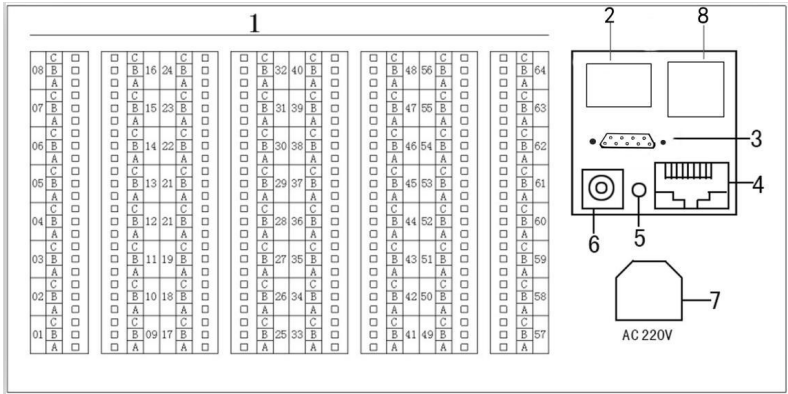 1 2 8
C C C C C C C C
08 B B 16 24 B B 32 40 B B 48 56 B B 64
A A A A A A A A
C C C C C C C C
07 B B 15 23 B B 31 39 B B 47 55 B B 63
A A A A A A A A
C C C C C C C C
06 B B 14 22 B B 30 38 B B 46 54 B B 62
A A A A A A A A
C C C C C C C C
05 B B 13 21 B B 29 37 B B 45 53 B B 61
A A A A A A A A
C C C C C C C C
04 B B 12 21 B B 28 36 B B 44 52 B B 60
A A A A A A A A
C C C C C C C C
03 B B 11 19 B B 27 35 B B 43 51 B B 59
A A A A A A A A
C C C C C C C C
02 B B 10 18 B B 26 34 B B 42 50 B B 58
A A A A A A A A
C C C C C C C C
01 B B 09 17 B B 25 33 B B 41 49 B B 57
A A A A A A A A
3
4
6 5
7
AC 220V